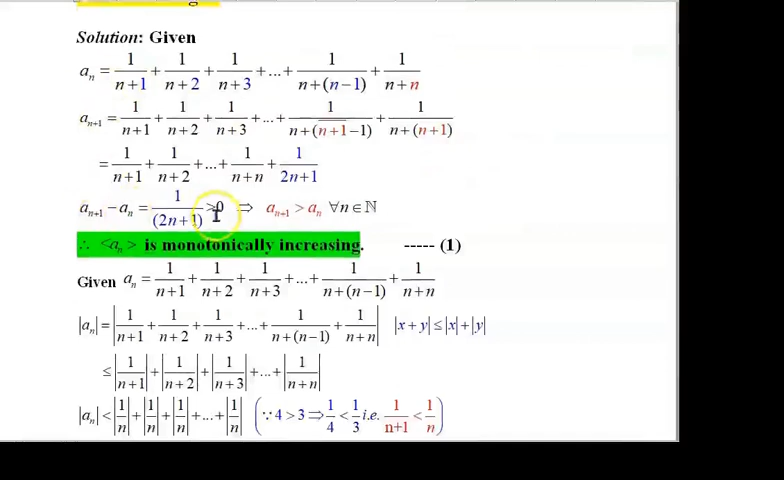 Solution: Given
aₙ = 1/(n+1) + 1/(n+2) + 1/(n+3) + ... + 1/(n+(n−1)) + 1/(n+n)
aₙ₊₁ = 1/(n+1) + 1/(n+2) + 1/(n+3) + ... + 1/(n+(n+1−1)) + 1/(n+(n+1))
= 1/(n+1) + 1/(n+2) + ... + 1/(n+n) + 1/(2n+1)
aₙ₊₁ − aₙ = 1/(2n+1) >0 ⇒ aₙ₊₁ > aₙ ∀n ∈ ℕ
∴ <aₙ> is monotonically increasing. ----- (1)
Given aₙ = 1/(n+1) + 1/(n+2) + 1/(n+3) + ... + 1/(n+(n−1)) + 1/(n+n)
|aₙ| = |1/(n+1) + 1/(n+2) + 1/(n+3) + ... + 1/(n+(n−1)) + 1/(n+n)| |x+y| ≤ |x|+|y|
≤ |1/(n+1)| + |1/(n+2)| + |1/(n+3)| + ... + |1/(n+n)|
|aₙ| < |1/n| + |1/n| + |1/n| + ... + |1/n| (∵ 4 > 3 ⇒ 1/4 < 1/3 i.e. 1/(n+1) < 1/n)